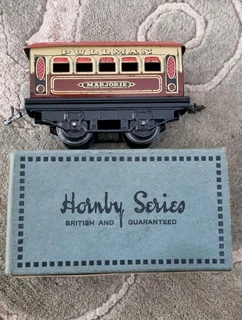 PULLMAN
MARJORIE
Hornby Series
BRITISH AND GUARANTEED